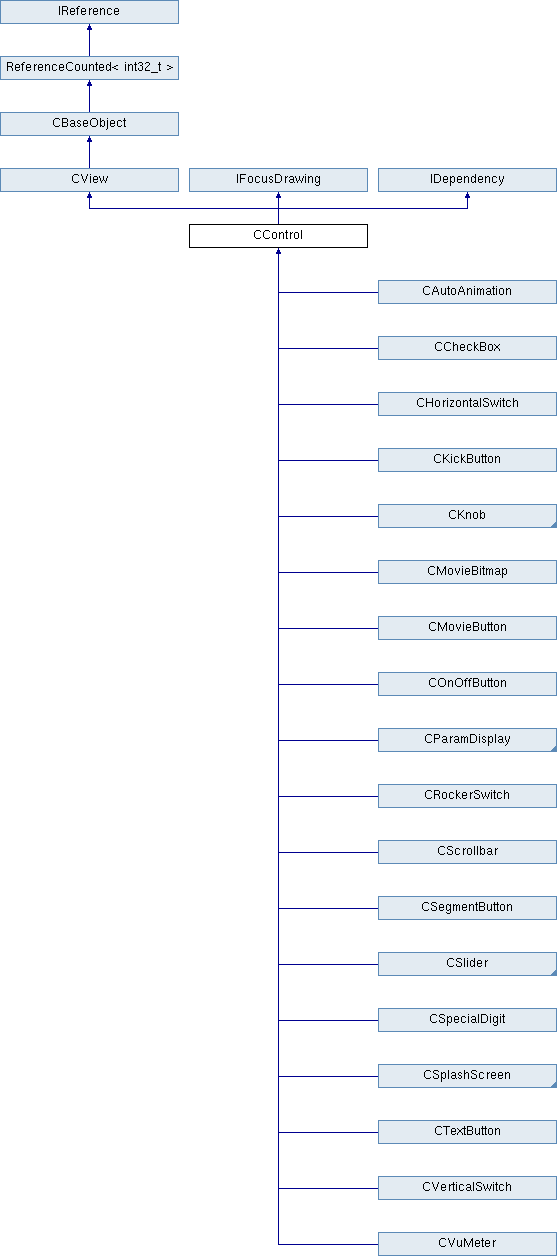 IReference
ReferenceCounted< int32_t >
CBaseObject
CView
IFocusDrawing
IDependency
CControl
CAutoAnimation
CCheckBox
CHorizontalSwitch
CKickButton
CKnob
CMovieBitmap
CMovieButton
COnOffButton
CParamDisplay
CRockerSwitch
CScrollbar
CSegmentButton
CSlider
CSpecialDigit
CSplashScreen
CTextButton
CVerticalSwitch
CVuMeter